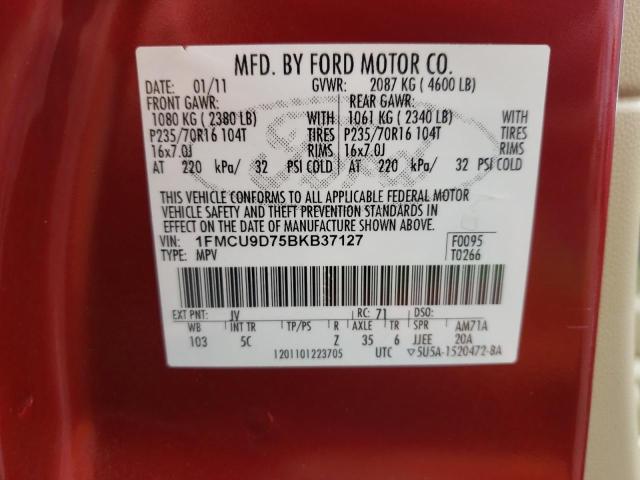 MFD. BY FORD MOTOR CO.
DATE: 01/11 GVWR: 2087 KG ( 4600 LB)
FRONT GAWR: REAR GAWR:
1080 KG ( 2380 LB) WITH 1061 KG ( 2340 LB) WITH
P235/70R16 104T TIRES P235/70R16 104T TIRES
16x7.0J RIMS 16x7.0J RIMS
AT 220 kPa/ 32 PSI COLD AT 220 kPa/ 32 PSI COLD
THIS VEHICLE CONFORMS TO ALL APPLICABLE FEDERAL MOTOR
VEHICLE SAFETY AND THEFT PREVENTION STANDARDS IN
EFFECT ON THE DATE OF MANUFACTURE SHOWN ABOVE.
VIN: 1FMCU9D75BKB37127 F0095
TYPE: MPV T0266
EXT PNT: JV RC: 71 DSO:
WB INT TR TP/PS R AXLE TR SPR AM71A
103 5C Z 35 6 JJEE 20A
1201101223705 UTC ▽5U5A-1520472-BA